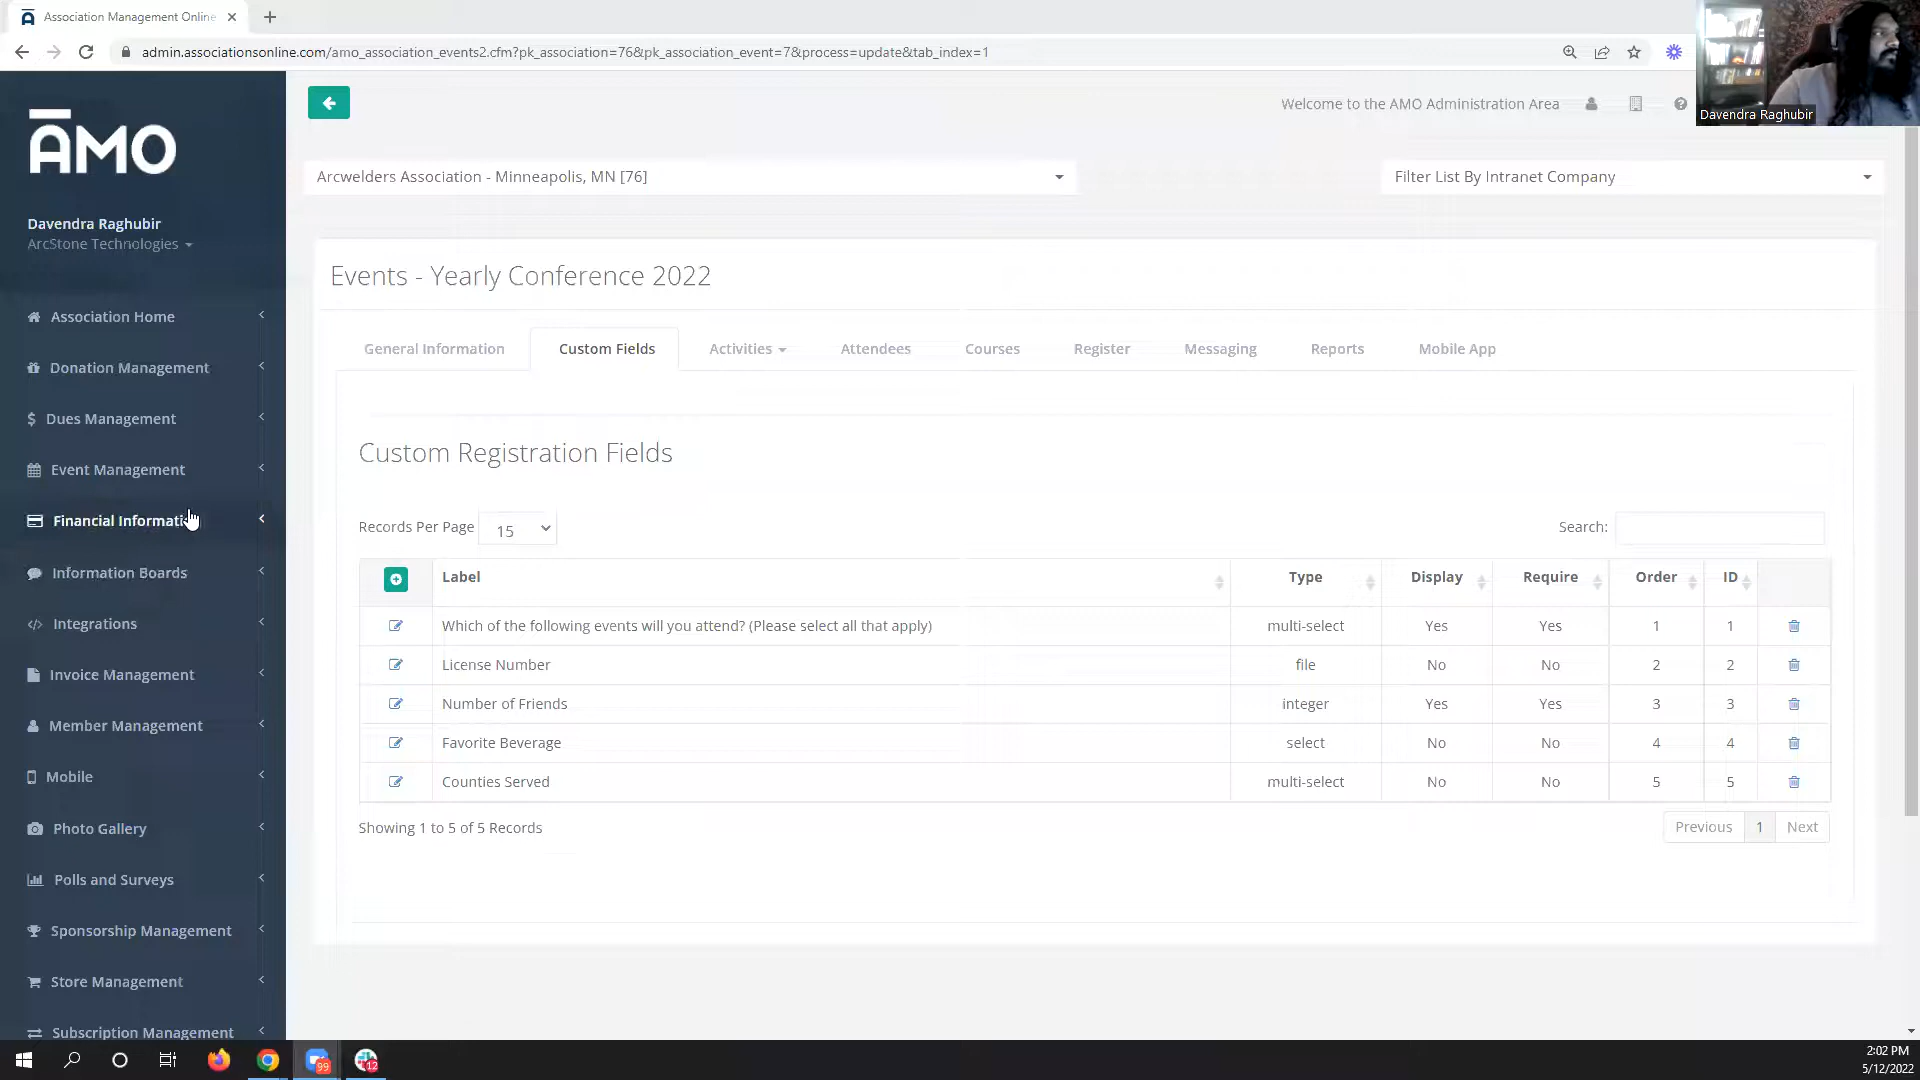 Association Management Online
admin.associationsonline.com/amo_association_events2.cfm?pk_association=76&pk_association_event=7&process=update&tab_index=1
Davendra Raghubir
Welcome to the AMO Administration Area
AMO
Arcwelders Association - Minneapolis, MN [76]
Filter List By Intranet Company
Davendra Raghubir
ArcStone Technologies
Association Home
Donation Management
Dues Management
Event Management
Financial Informati
Information Boards
Integrations
Invoice Management
Member Management
Mobile
Photo Gallery
Polls and Surveys
Sponsorship Management
Store Management
Subscription Management
Events - Yearly Conference 2022
General Information Custom Fields Activities Attendees Courses Register Messaging Reports Mobile App
Custom Registration Fields
Records Per Page 15 Search:
Label Type Display Require Order ID
Which of the following events will you attend? (Please select all that apply) multi-select Yes Yes 1 1
License Number file No No 2 2
Number of Friends integer Yes Yes 3 3
Favorite Beverage select No No 4 4
Counties Served multi-select No No 5 5
Showing 1 to 5 of 5 Records
Previous 1 Next
99
12
2:02 PM
5/12/2022